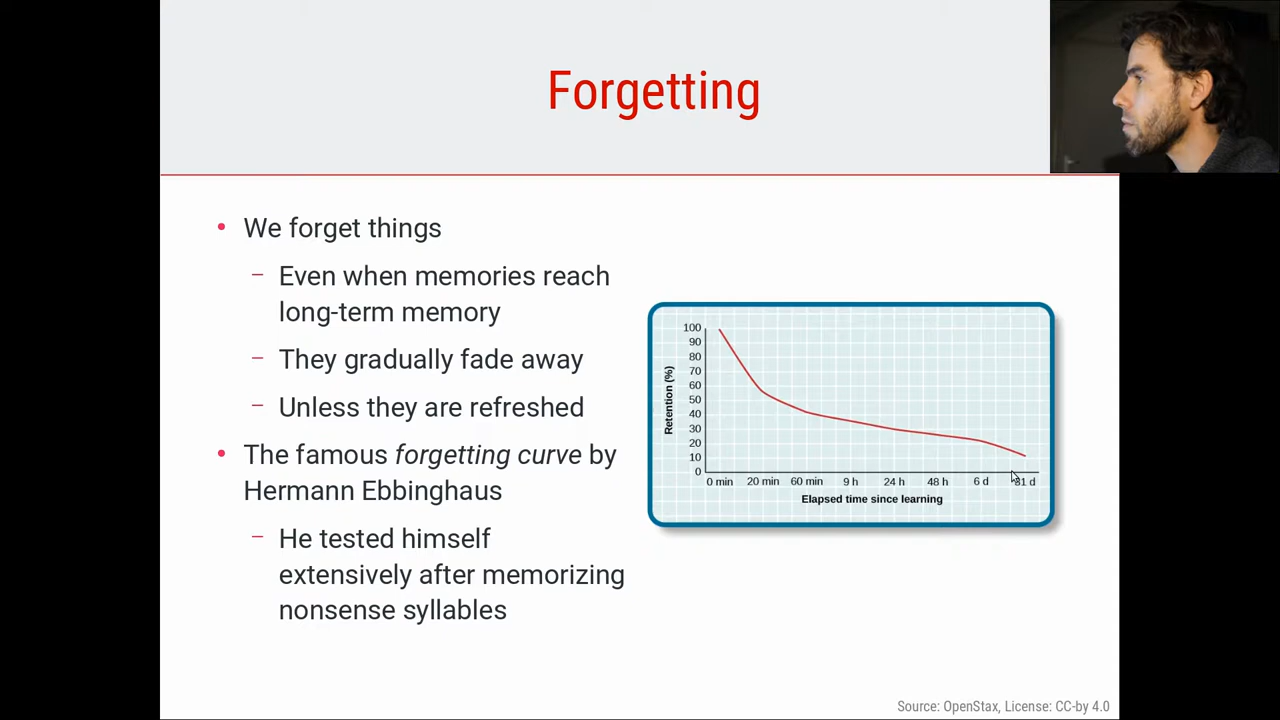 Forgetting
• We forget things
– Even when memories reach
long-term memory
– They gradually fade away
– Unless they are refreshed
• The famous forgetting curve by
Hermann Ebbinghaus
– He tested himself
extensively after memorizing
nonsense syllables
Retention (%)
100
90
80
70
60
50
40
30
20
10
0
0 min 20 min 60 min 9 h 24 h 48 h 6 d 31 d
Elapsed time since learning
Source: OpenStax, License: CC-by 4.0